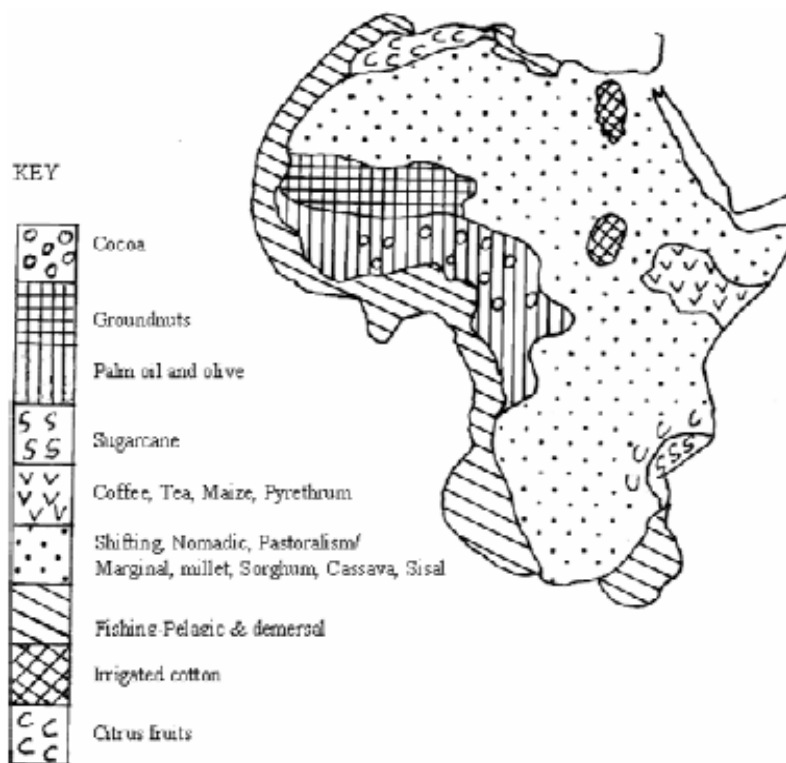 KEY
Cocoa
Groundnuts
Palm oil and olive
Sugarcane
Coffee, Tea, Maize, Pyrethrum
Shifting, Nomadic, Pastoralism/
Marginal, millet, Sorghum, Cassava, Sisal
Fishing-Pelagic & demersal
Irrigated cotton
Citrus fruits